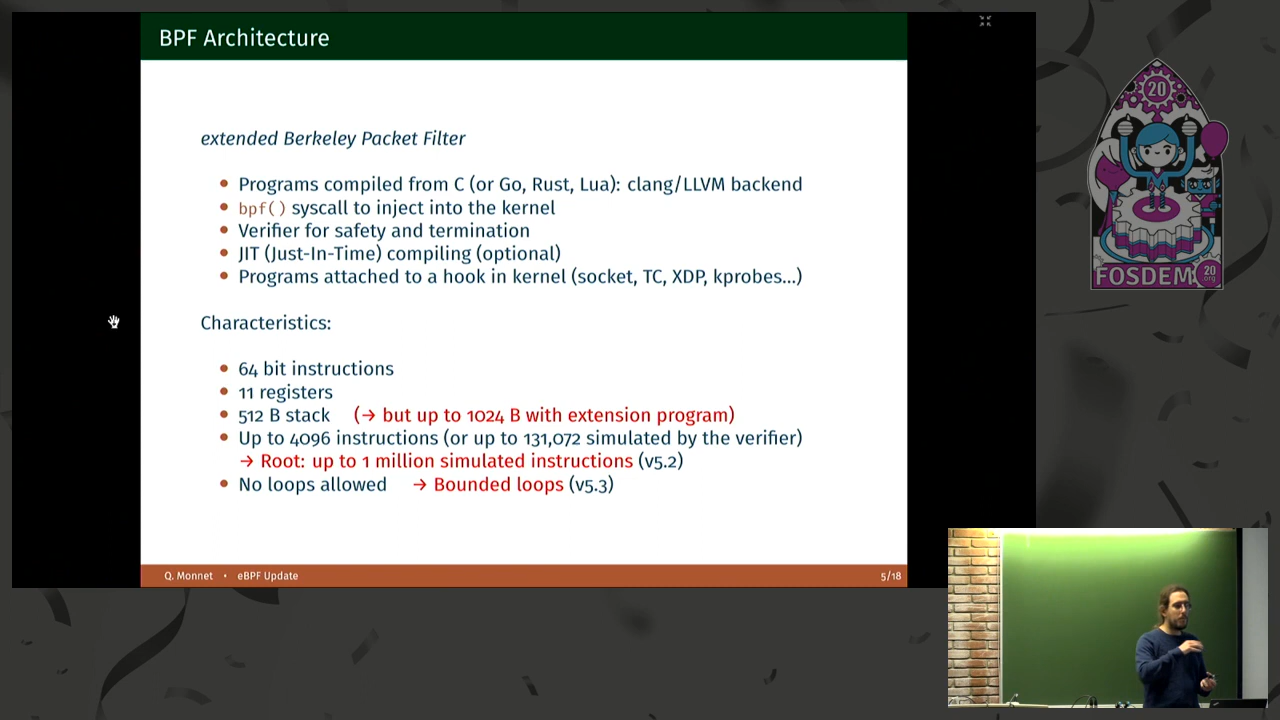 BPF Architecture
extended Berkeley Packet Filter
• Programs compiled from C (or Go, Rust, Lua): clang/LLVM backend
• bpf() syscall to inject into the kernel
• Verifier for safety and termination
• JIT (Just-In-Time) compiling (optional)
• Programs attached to a hook in kernel (socket, TC, XDP, kprobes...)
Characteristics:
• 64 bit instructions
• 11 registers
• 512 B stack (→ but up to 1024 B with extension program)
• Up to 4096 instructions (or up to 131,072 simulated by the verifier)
→ Root: up to 1 million simulated instructions (v5.2)
• No loops allowed → Bounded loops (v5.3)
Q. Monnet • eBPF Update
5/18
20
FOSDEM
20
.org